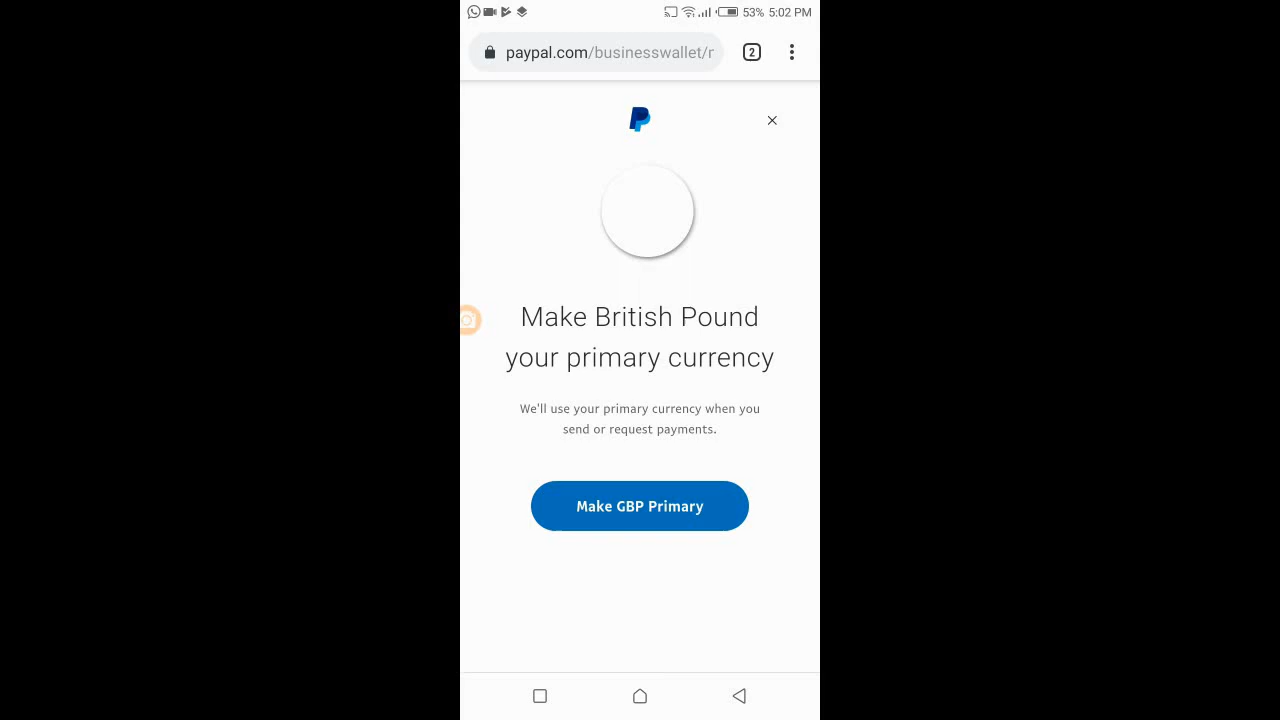 53% 5:02 PM
paypal.com/businesswallet/r
2
Make British Pound
your primary currency
We'll use your primary currency when you
send or request payments.
Make GBP Primary